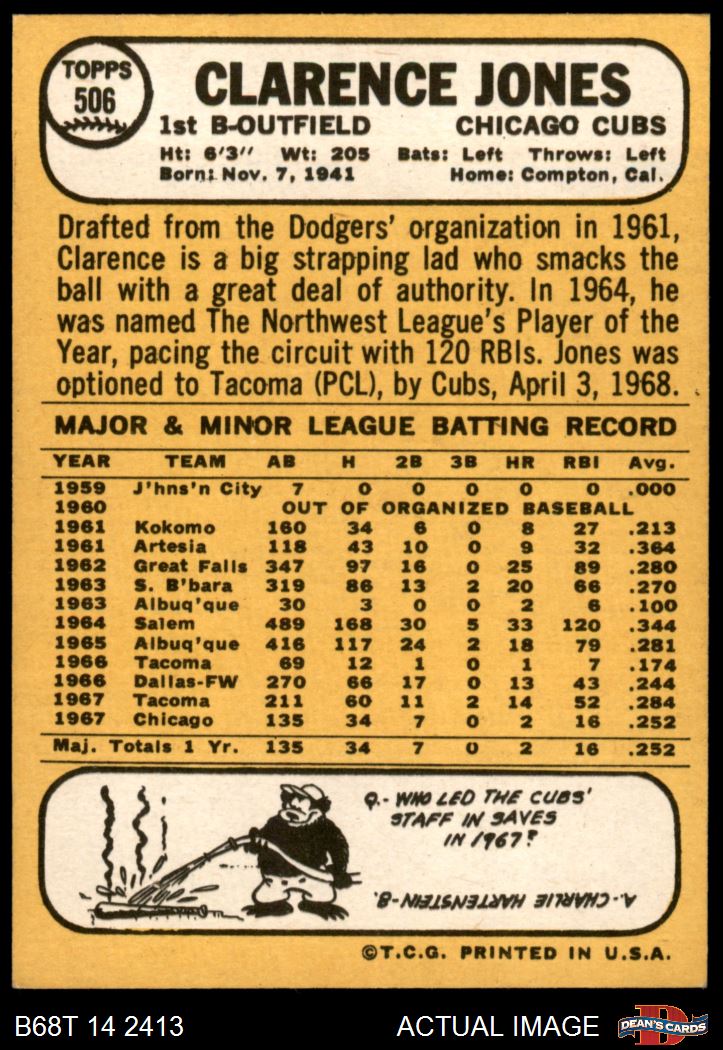 TOPPS
506
CLARENCE JONES
1st B-OUTFIELD CHICAGO CUBS
Ht: 6'3" Wt: 205 Bats: Left Throws: Left
Born: Nov. 7, 1941 Home: Compton, Cal.
Drafted from the Dodgers' organization in 1961,
Clarence is a big strapping lad who smacks the
ball with a great deal of authority. In 1964, he
was named The Northwest League's Player of the
Year, pacing the circuit with 120 RBIs. Jones was
optioned to Tacoma (PCL), by Cubs, April 3, 1968.
MAJOR & MINOR LEAGUE BATTING RECORD
YEAR TEAM AB H 2B 3B HR RBI Avg.
1959 J'hns'n City 7 0 0 0 0 0 .000
1960 OUT OF ORGANIZED BASEBALL
1961 Kokomo 160 34 6 0 8 27 .213
1961 Artesia 118 43 10 0 9 32 .364
1962 Great Falls 347 97 16 0 25 89 .280
1963 S. B'bara 319 86 13 2 20 66 .270
1963 Albuq'que 30 3 0 0 2 6 .100
1964 Salem 489 168 30 5 33 120 .344
1965 Albuq'que 416 117 24 2 18 79 .281
1966 Tacoma 69 12 1 0 1 7 .174
1966 Dallas-FW 270 66 17 0 13 43 .244
1967 Tacoma 211 60 11 2 14 52 .284
1967 Chicago 135 34 7 0 2 16 .252
Maj. Totals 1 Yr. 135 34 7 0 2 16 .252
Q.- WHO LED THE CUBS'
STAFF IN SAVES
IN 1967?
A.- CHARLIE HARTENSTEIN-8.
©T.C.G. PRINTED IN U.S.A.
B68T 14 2413 ACTUAL IMAGE
D
DEAN'S CARDS